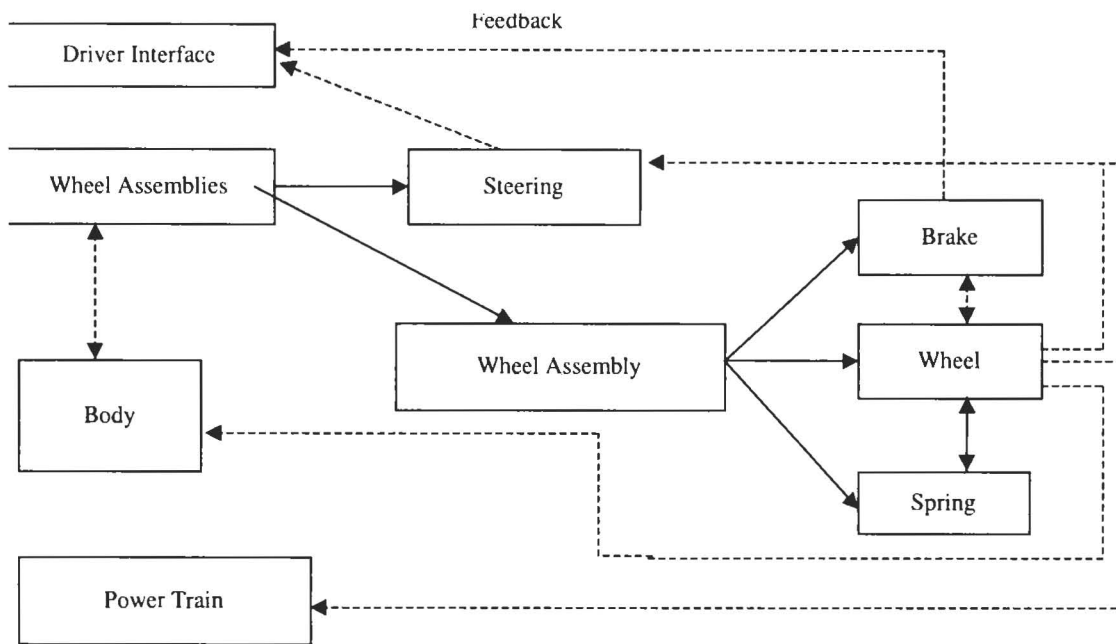 Feedback
Driver Interface
Wheel Assemblies
Steering
Brake
Wheel Assembly
Wheel
Body
Spring
Power Train